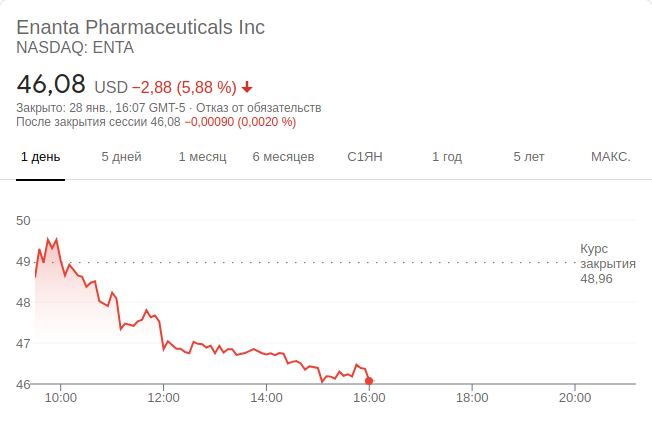 Enanta Pharmaceuticals Inc
NASDAQ: ENTA
46,08 USD −2,88 (5,88 %)
Закрыто: 28 янв., 16:07 GMT-5 · Отказ от обязательств
После закрытия сессии 46,08 −0,00090 (0,0020 %)
1 день 5 дней 1 месяц 6 месяцев С1ЯН 1 год 5 лет МАКС.
50
49
48
47
46
Курс
закрытия
48,96
10:00 12:00 14:00 16:00 18:00 20:00